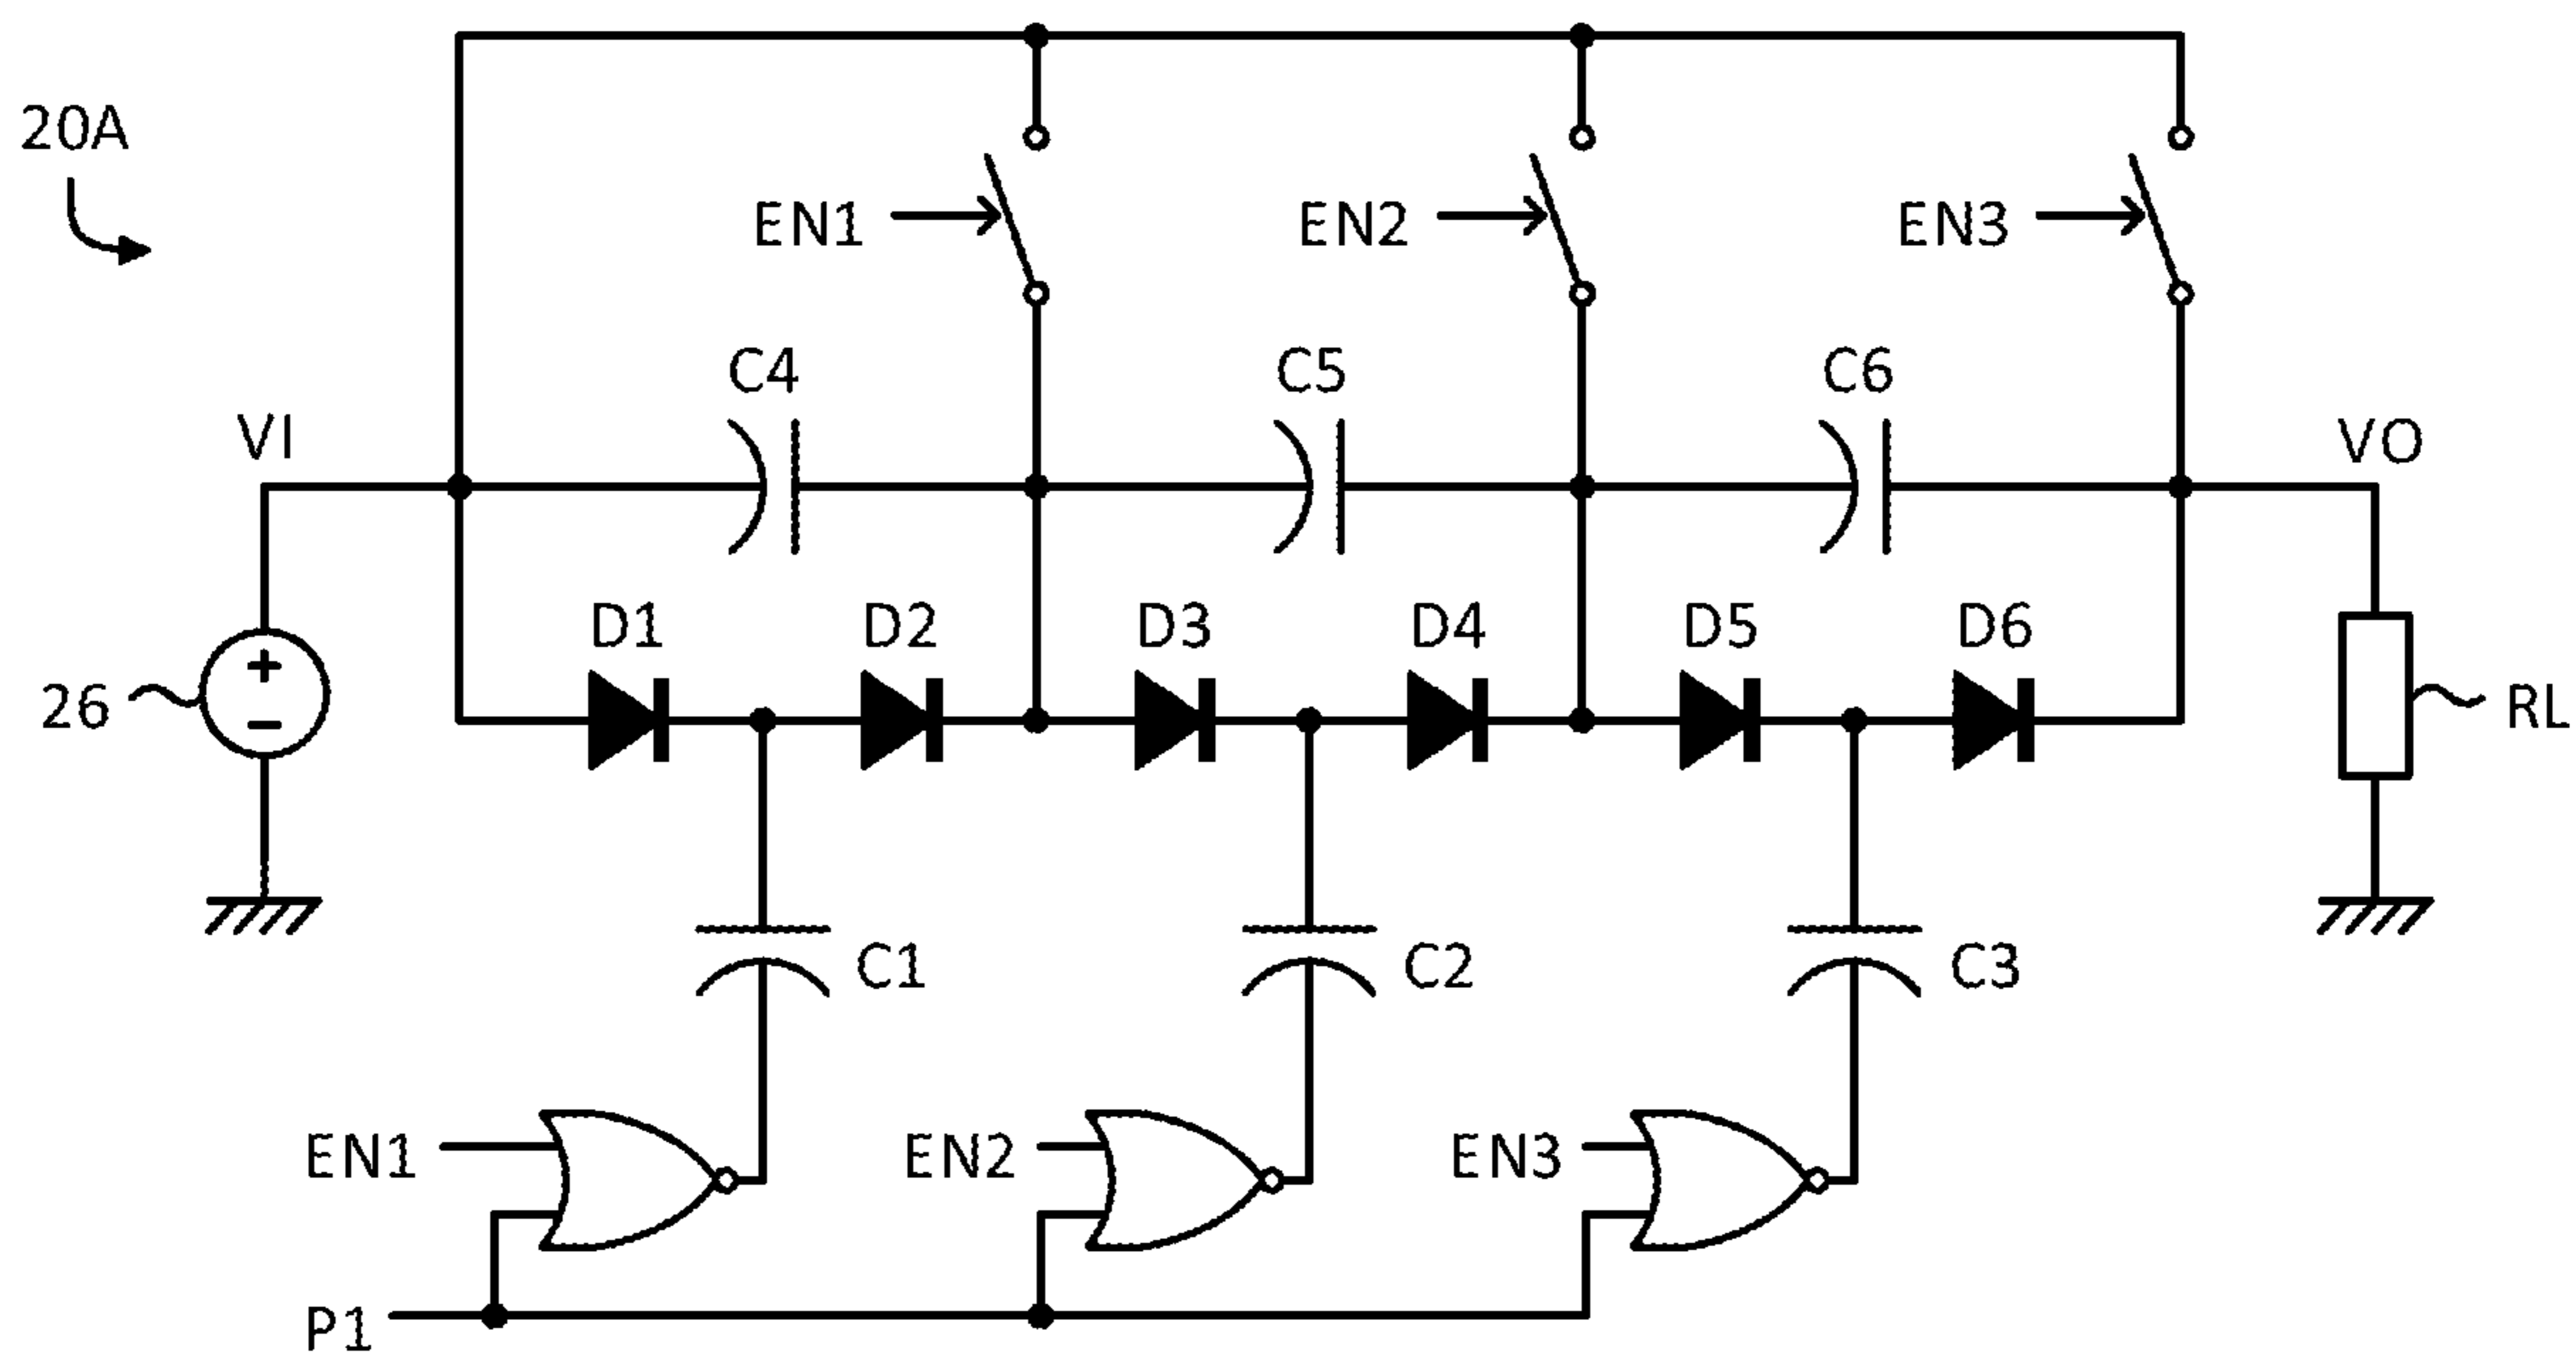 20A
EN1
EN2
EN3
C4
C5
C6
VI
VO
D1
D2
D3
D4
D5
D6
+
−
26
RL
C1
C2
C3
EN1
EN2
EN3
P1